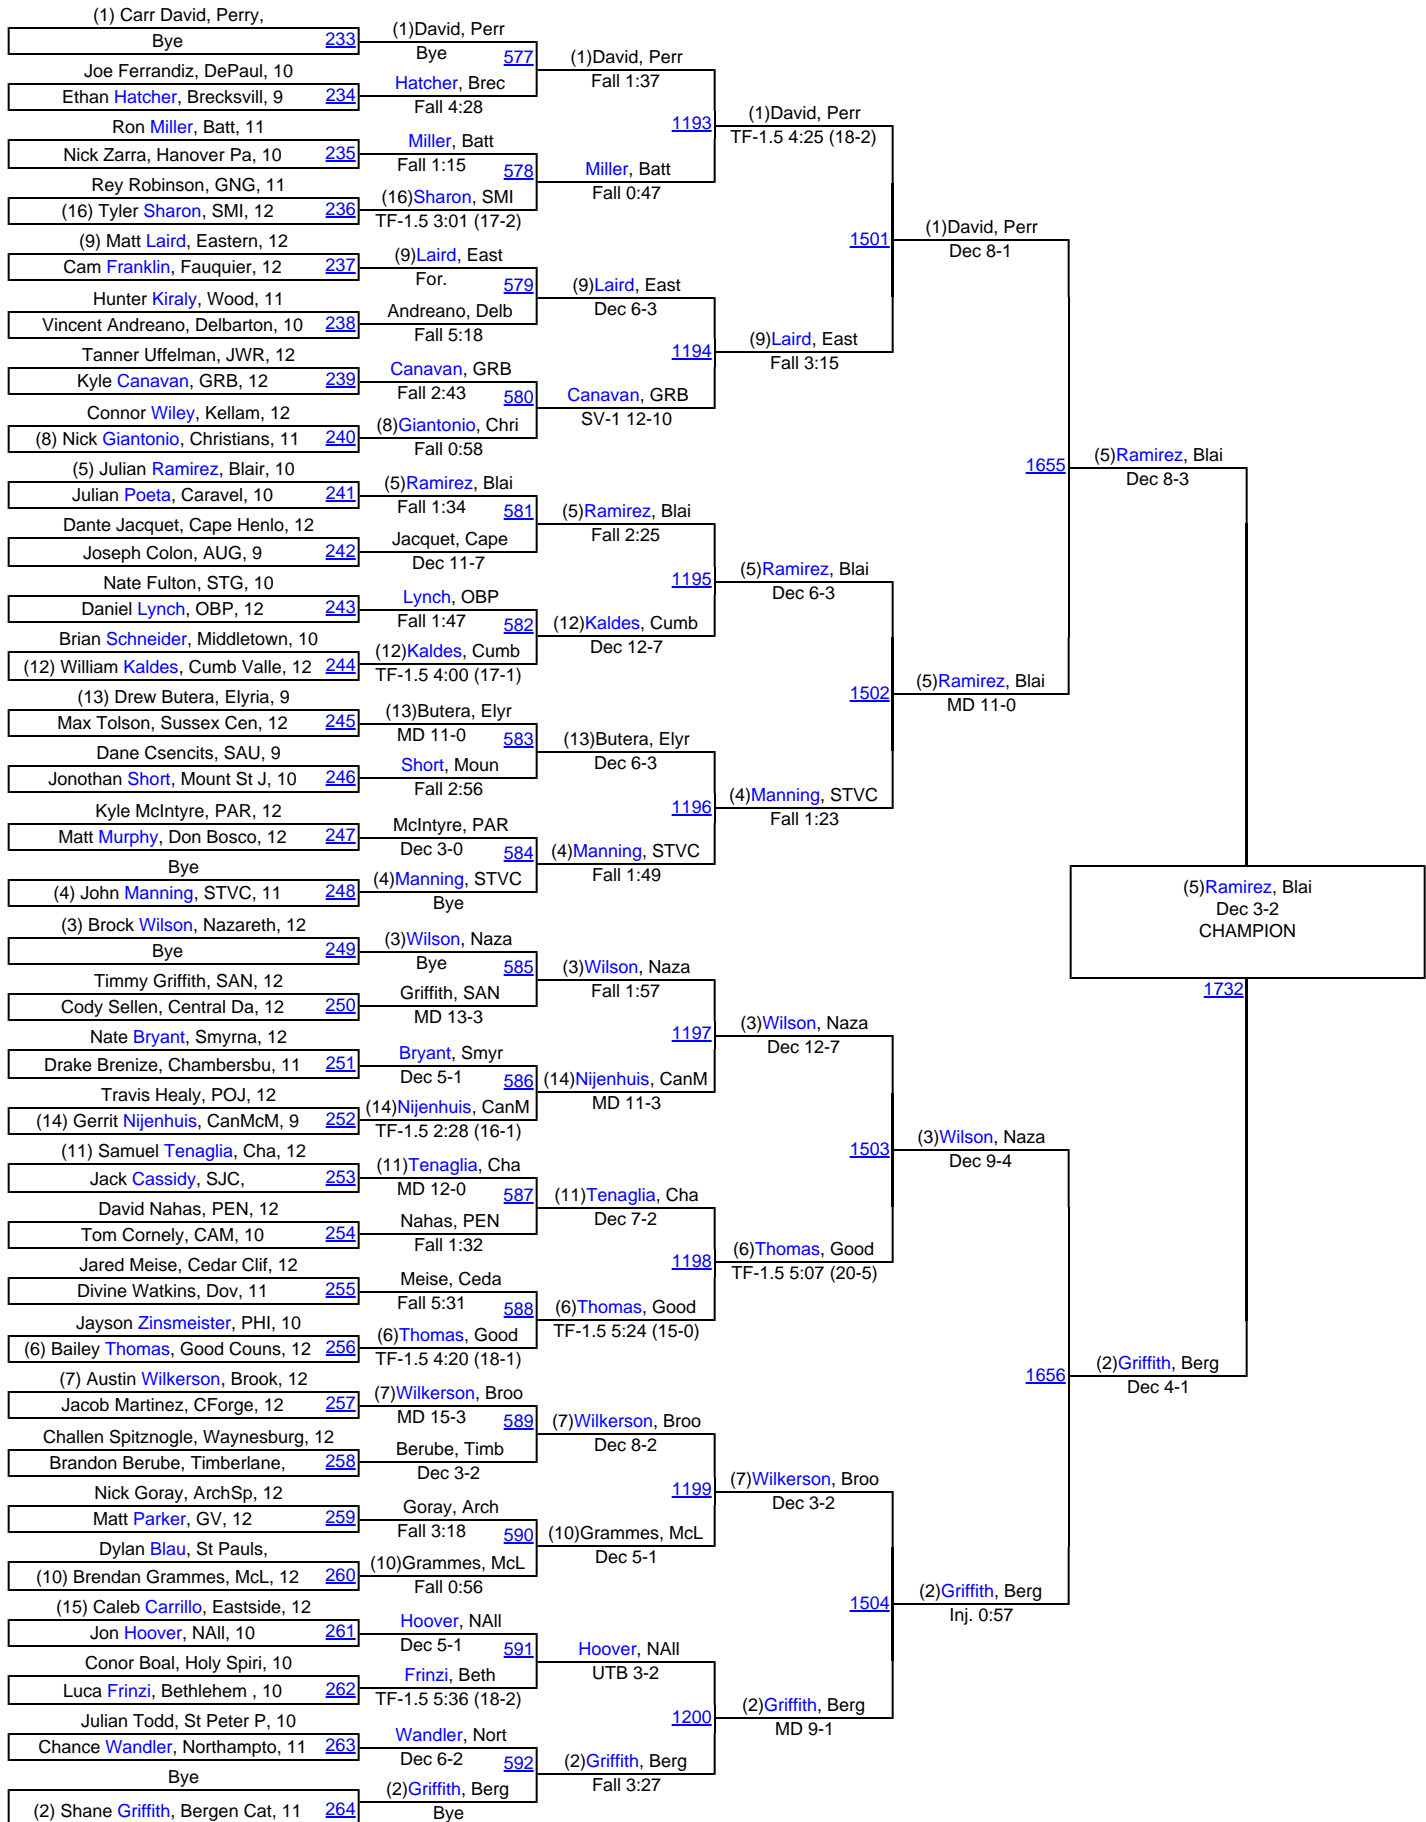 (1) Carr David, Perry,
Bye 233
Joe Ferrandiz, DePaul, 10
Ethan Hatcher, Brecksvill, 9 234
Ron Miller, Batt, 11
Nick Zarra, Hanover Pa, 10 235
Rey Robinson, GNG, 11
(16) Tyler Sharon, SMI, 12 236
(9) Matt Laird, Eastern, 12
Cam Franklin, Fauquier, 12 237
Hunter Kiraly, Wood, 11
Vincent Andreano, Delbarton, 10 238
Tanner Uffelman, JWR, 12
Kyle Canavan, GRB, 12 239
Connor Wiley, Kellam, 12
(8) Nick Giantonio, Christians, 11 240
(5) Julian Ramirez, Blair, 10
Julian Poeta, Caravel, 10 241
Dante Jacquet, Cape Henlo, 12
Joseph Colon, AUG, 9 242
Nate Fulton, STG, 10
Daniel Lynch, OBP, 12 243
Brian Schneider, Middletown, 10
(12) William Kaldes, Cumb Valle, 12 244
(13) Drew Butera, Elyria, 9
Max Tolson, Sussex Cen, 12 245
Dane Csencits, SAU, 9
Jonothan Short, Mount St J, 10 246
Kyle McIntyre, PAR, 12
Matt Murphy, Don Bosco, 12 247
Bye
(4) John Manning, STVC, 11 248
(3) Brock Wilson, Nazareth, 12
Bye 249
Timmy Griffith, SAN, 12
Cody Sellen, Central Da, 12 250
Nate Bryant, Smyrna, 12
Drake Brenize, Chambersbu, 11 251
Travis Healy, POJ, 12
(14) Gerrit Nijenhuis, CanMcM, 9 252
(11) Samuel Tenaglia, Cha, 12
Jack Cassidy, SJC, 253
David Nahas, PEN, 12
Tom Cornely, CAM, 10 254
Jared Meise, Cedar Clif, 12
Divine Watkins, Dov, 11 255
Jayson Zinsmeister, PHI, 10
(6) Bailey Thomas, Good Couns, 12 256
(7) Austin Wilkerson, Brook, 12
Jacob Martinez, CForge, 12 257
Challen Spitznogle, Waynesburg, 12
Brandon Berube, Timberlane, 258
Nick Goray, ArchSp, 12
Matt Parker, GV, 12 259
Dylan Blau, St Pauls,
(10) Brendan Grammes, McL, 12 260
(15) Caleb Carrillo, Eastside, 12
Jon Hoover, NAll, 10 261
Conor Boal, Holy Spiri, 10
Luca Frinzi, Bethlehem , 10 262
Julian Todd, St Peter P, 10
Chance Wandler, Northampto, 11 263
Bye
(2) Shane Griffith, Bergen Cat, 11 264
(1)David, Perr
Bye 577
Hatcher, Brec
Fall 4:28
Miller, Batt
Fall 1:15 578
(16)Sharon, SMI
TF-1.5 3:01 (17-2)
(9)Laird, East
For. 579
Andreano, Delb
Fall 5:18
Canavan, GRB
Fall 2:43 580
(8)Giantonio, Chri
Fall 0:58
(5)Ramirez, Blai
Fall 1:34 581
Jacquet, Cape
Dec 11-7
Lynch, OBP
Fall 1:47 582
(12)Kaldes, Cumb
TF-1.5 4:00 (17-1)
(13)Butera, Elyr
MD 11-0 583
Short, Moun
Fall 2:56
McIntyre, PAR
Dec 3-0 584
(4)Manning, STVC
Bye
(3)Wilson, Naza
Bye 585
Griffith, SAN
MD 13-3
Bryant, Smyr
Dec 5-1 586
(14)Nijenhuis, CanM
TF-1.5 2:28 (16-1)
(11)Tenaglia, Cha
MD 12-0 587
Nahas, PEN
Fall 1:32
Meise, Ceda
Fall 5:31 588
(6)Thomas, Good
TF-1.5 4:20 (18-1)
(7)Wilkerson, Broo
MD 15-3 589
Berube, Timb
Dec 3-2
Goray, Arch
Fall 3:18 590
(10)Grammes, McL
Fall 0:56
Hoover, NAll
Dec 5-1 591
Frinzi, Beth
TF-1.5 5:36 (18-2)
Wandler, Nort
Dec 6-2 592
(2)Griffith, Berg
Bye
(1)David, Perr
Fall 1:37
1193
Miller, Batt
Fall 0:47
(9)Laird, East
Dec 6-3
1194
Canavan, GRB
SV-1 12-10
(5)Ramirez, Blai
Fall 2:25
1195
(12)Kaldes, Cumb
Dec 12-7
(13)Butera, Elyr
Dec 6-3
1196
(4)Manning, STVC
Fall 1:49
(3)Wilson, Naza
Fall 1:57
1197
(14)Nijenhuis, CanM
MD 11-3
(11)Tenaglia, Cha
Dec 7-2
1198
(6)Thomas, Good
TF-1.5 5:24 (15-0)
(7)Wilkerson, Broo
Dec 8-2
1199
(10)Grammes, McL
Dec 5-1
Hoover, NAll
UTB 3-2
1200
(2)Griffith, Berg
Fall 3:27
(1)David, Perr
TF-1.5 4:25 (18-2)
1501
(9)Laird, East
Fall 3:15
(5)Ramirez, Blai
Dec 6-3
1502
(4)Manning, STVC
Fall 1:23
(3)Wilson, Naza
Dec 12-7
1503
(6)Thomas, Good
TF-1.5 5:07 (20-5)
(7)Wilkerson, Broo
Dec 3-2
1504
(2)Griffith, Berg
MD 9-1
(1)David, Perr
Dec 8-1
1655
(5)Ramirez, Blai
MD 11-0
(3)Wilson, Naza
Dec 9-4
1656
(2)Griffith, Berg
Inj. 0:57
(5)Ramirez, Blai
Dec 8-3
(5)Ramirez, Blai
Dec 3-2
CHAMPION
1732
(2)Griffith, Berg
Dec 4-1